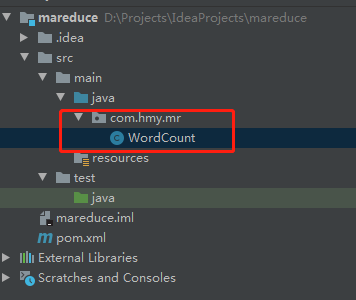 mareduce D:\Projects\IdeaProjects\mareduce
.idea
src
main
java
com.hmy.mr
WordCount
resources
test
java
mareduce.iml
pom.xml
External Libraries
Scratches and Consoles